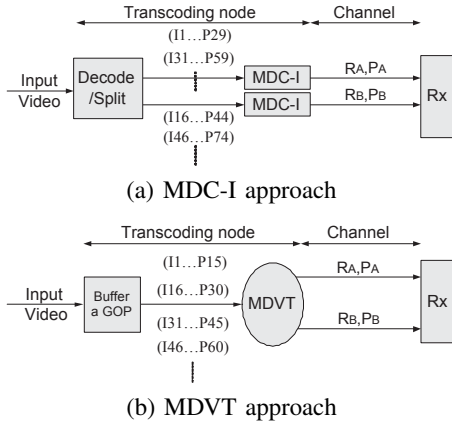 Transcoding node Channel
(I1...P29)
(I31...P59)
Input
Video
Decode
/Split
MDC-I
MDC-I
RA,PA
RB,PB
Rx
(I16...P44)
(I46...P74)
(a) MDC-I approach
Transcoding node Channel
(I1...P15)
Input
Video
Buffer
a GOP
(I16...P30)
(I31...P45)
(I46...P60)
MDVT
RA,PA
RB,PB
Rx
(b) MDVT approach